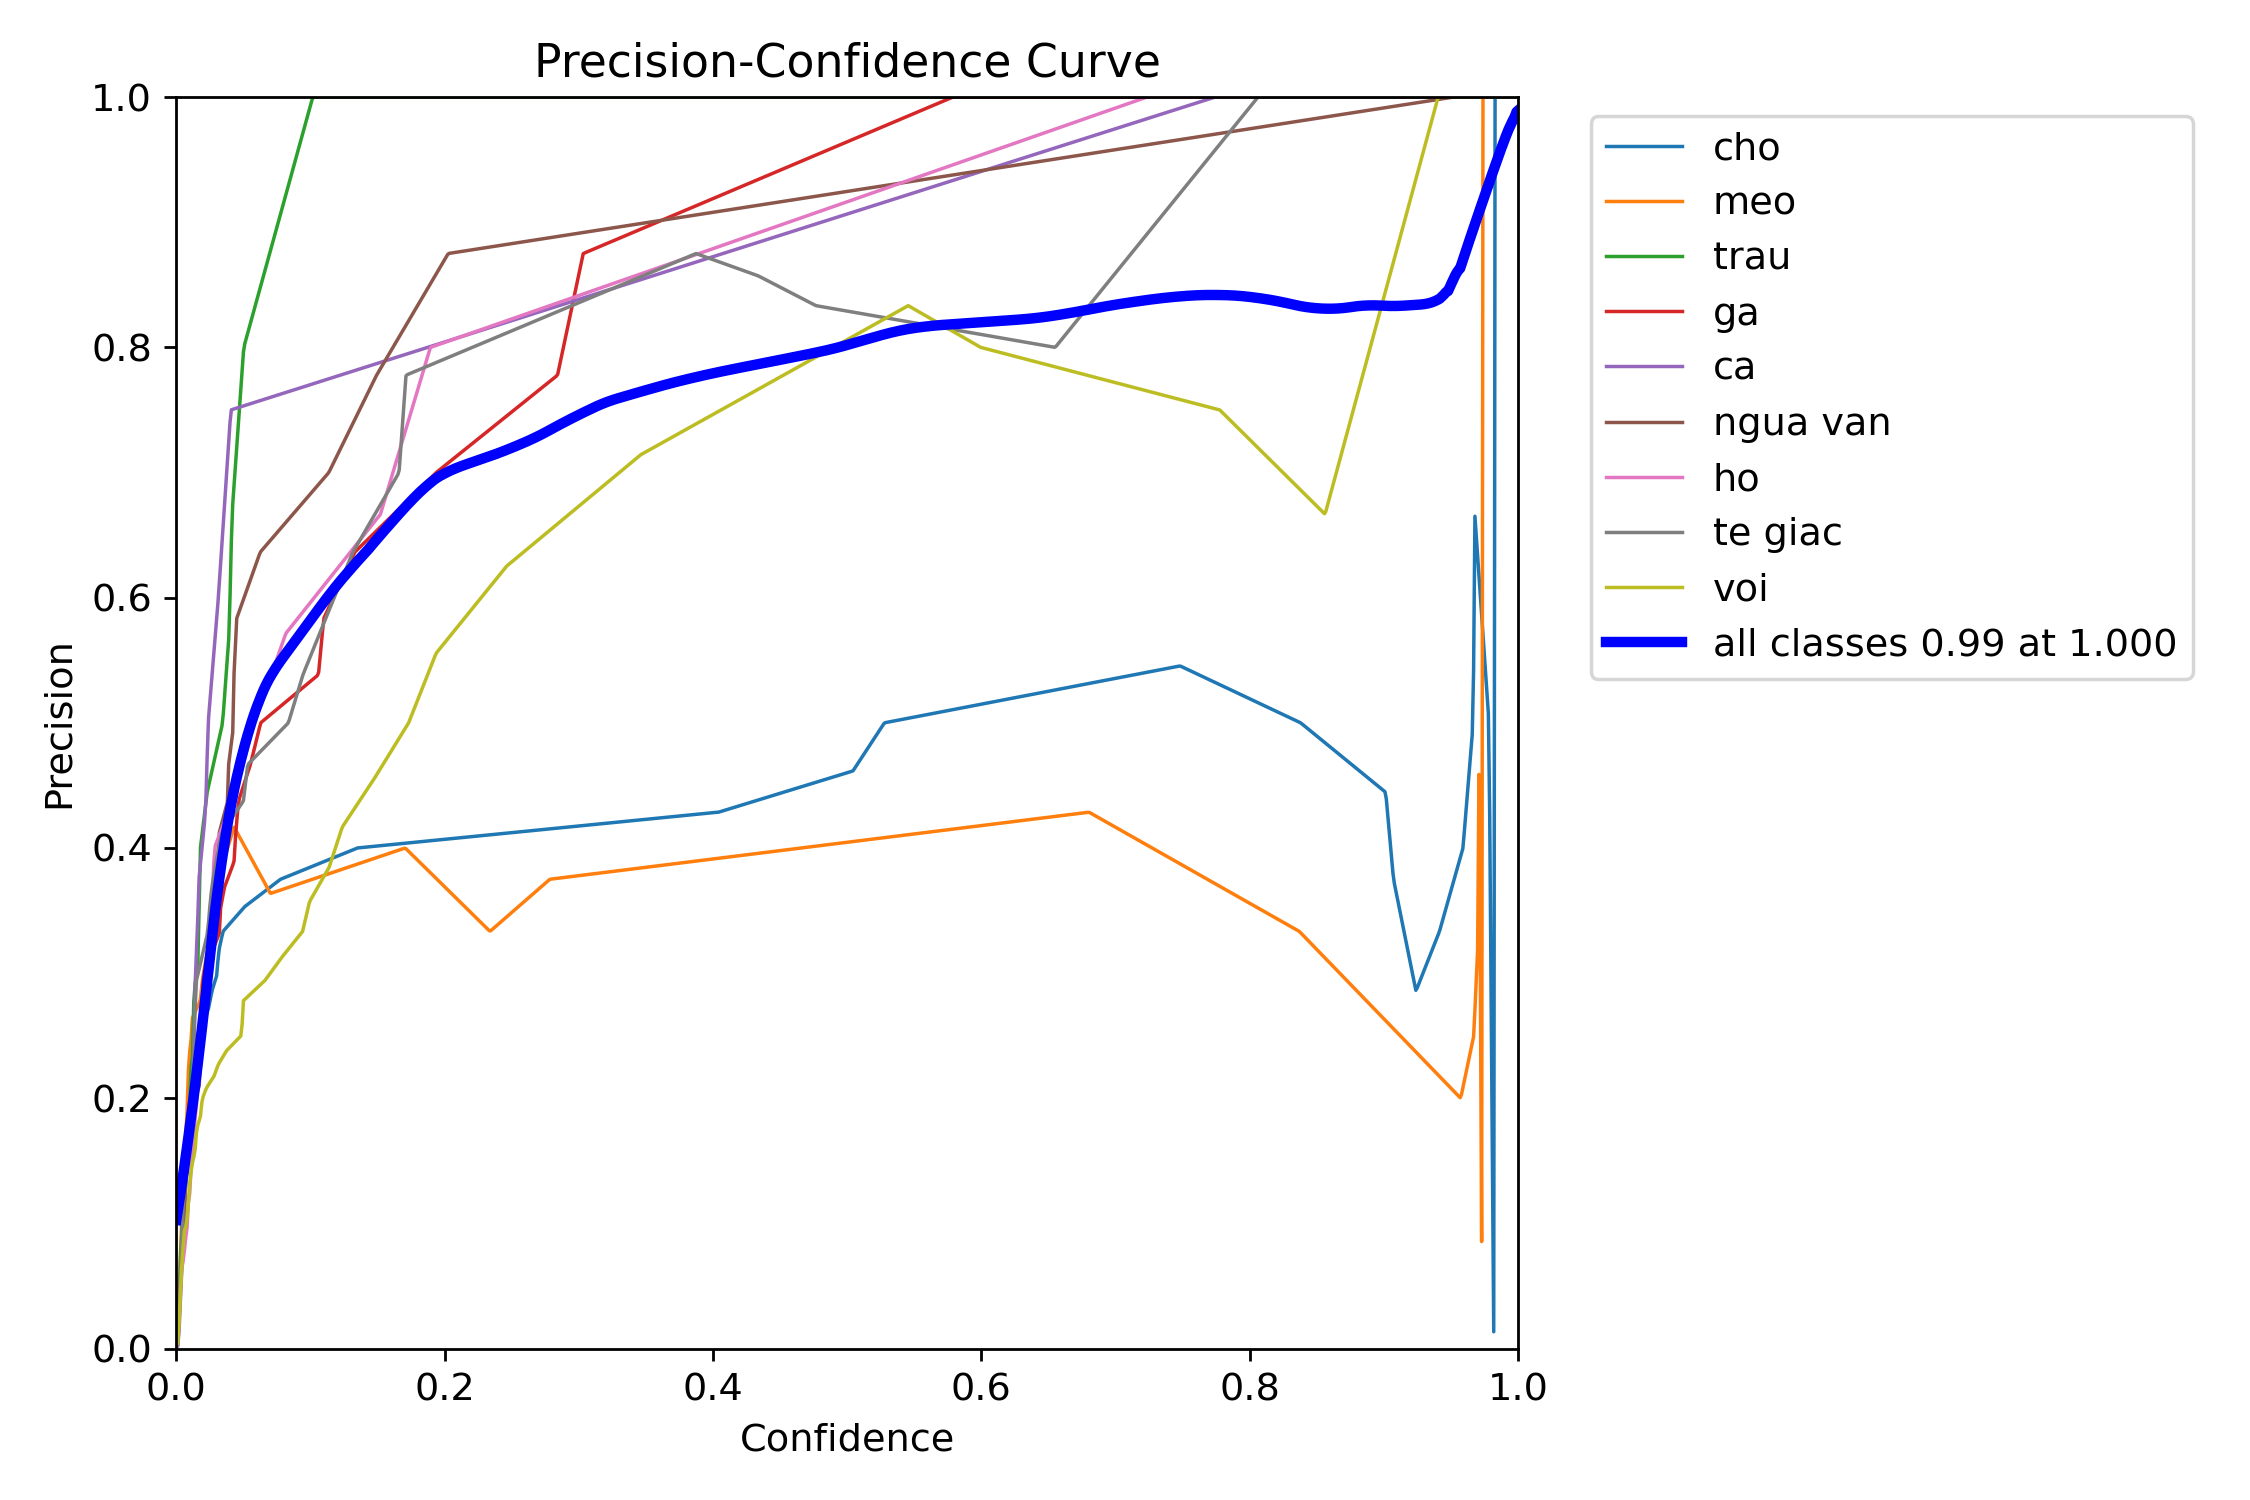 Precision-Confidence Curve
1.0
0.8
0.6
0.4
0.2
0.0
Precision
0.0 0.2 0.4 0.6 0.8 1.0
Confidence
cho
meo
trau
ga
ca
ngua van
ho
te giac
voi
all classes 0.99 at 1.000